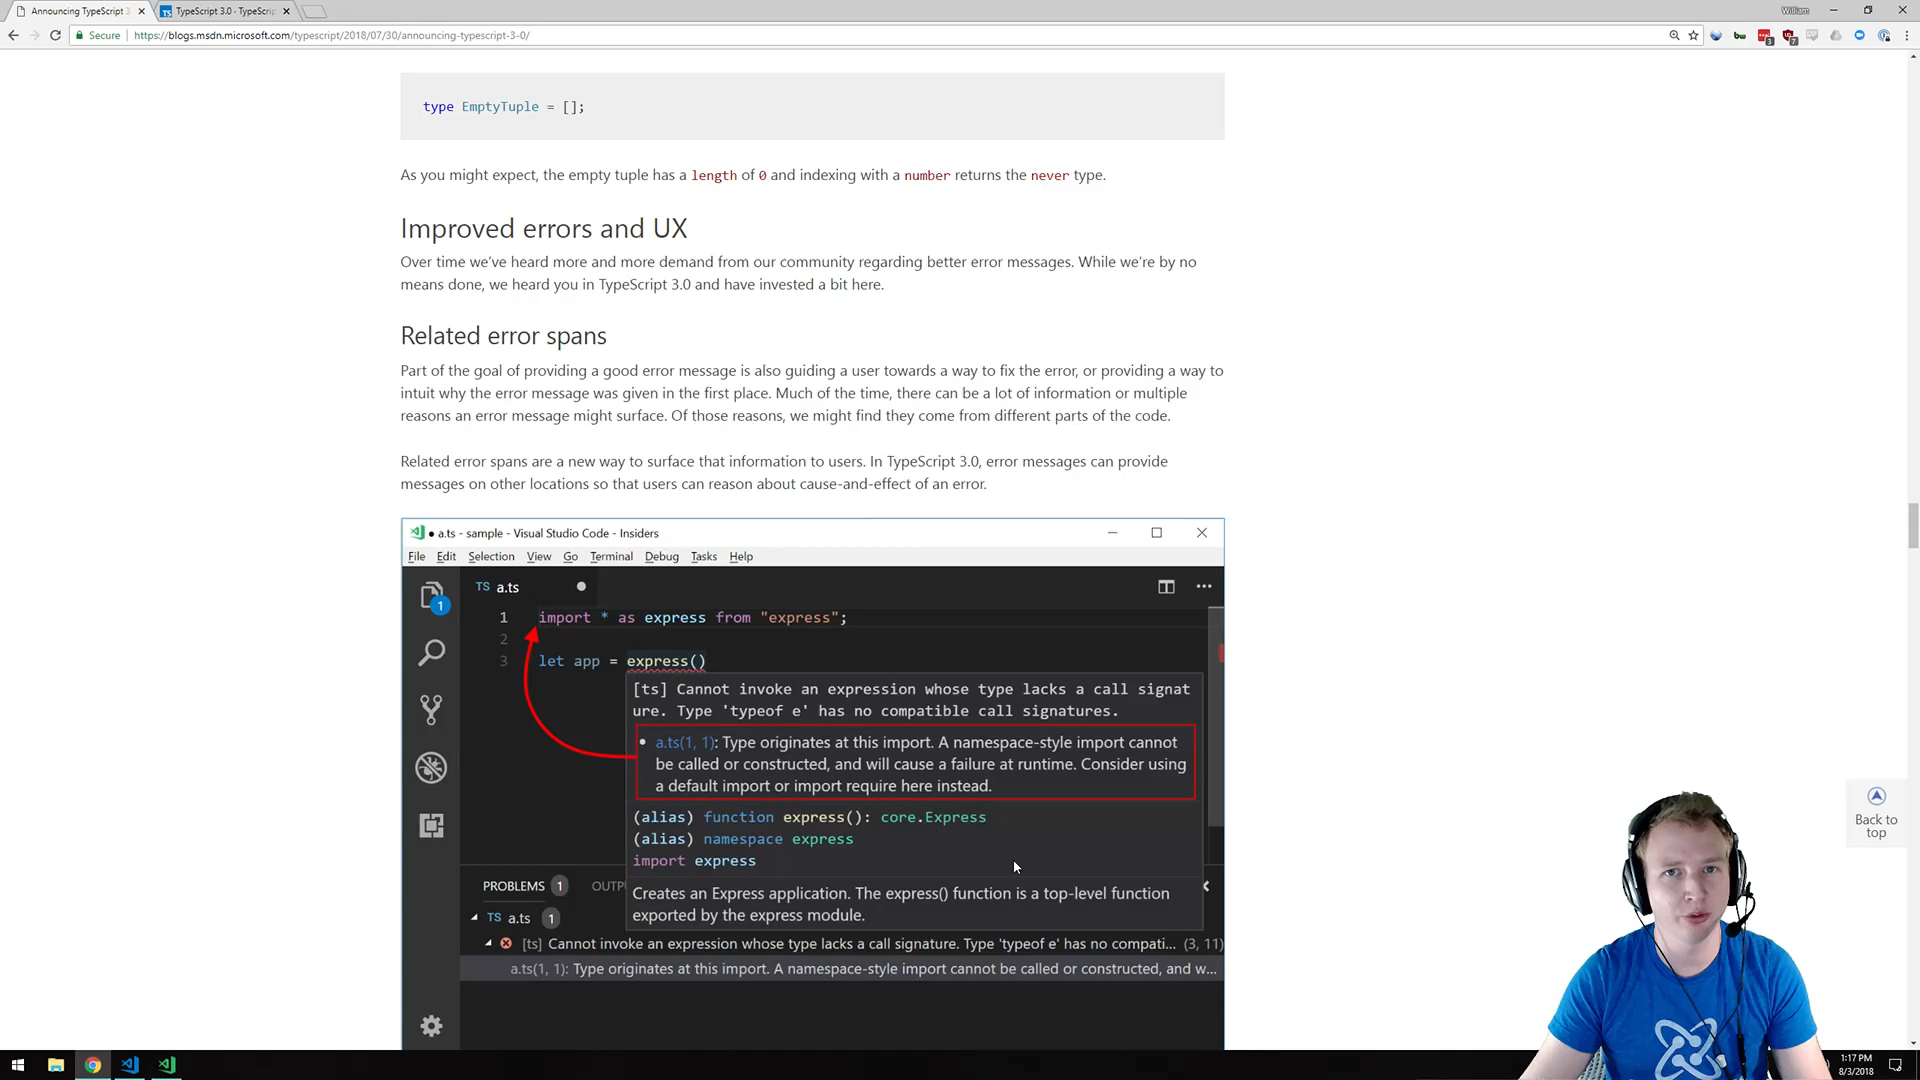 Announcing TypeScript 3
TypeScript 3.0 · TypeScrip
William
Secure
https://blogs.msdn.microsoft.com/typescript/2018/07/30/announcing-typescript-3-0/
3
7
type EmptyTuple = [];
As you might expect, the empty tuple has a length of 0 and indexing with a number returns the never type.
Improved errors and UX
Over time we've heard more and more demand from our community regarding better error messages. While we're by no
means done, we heard you in TypeScript 3.0 and have invested a bit here.
Related error spans
Part of the goal of providing a good error message is also guiding a user towards a way to fix the error, or providing a way to
intuit why the error message was given in the first place. Much of the time, there can be a lot of information or multiple
reasons an error message might surface. Of those reasons, we might find they come from different parts of the code.
Related error spans are a new way to surface that information to users. In TypeScript 3.0, error messages can provide
messages on other locations so that users can reason about cause-and-effect of an error.
● a.ts - sample - Visual Studio Code - Insiders
File Edit Selection View Go Terminal Debug Tasks Help
1
TS a.ts ●
1 import * as express from "express";
2
3 let app = express()
[ts] Cannot invoke an expression whose type lacks a call signat
ure. Type 'typeof e' has no compatible call signatures.
• a.ts(1, 1): Type originates at this import. A namespace-style import cannot
be called or constructed, and will cause a failure at runtime. Consider using
a default import or import require here instead.
(alias) function express(): core.Express
(alias) namespace express
import express
Creates an Express application. The express() function is a top-level function
exported by the express module.
PROBLEMS 1 OUTPU
TS a.ts 1
[ts] Cannot invoke an expression whose type lacks a call signature. Type 'typeof e' has no compati... (3, 11)
a.ts(1, 1): Type originates at this import. A namespace-style import cannot be called or constructed, and w...
Back to
top
1:17 PM
8/3/2018